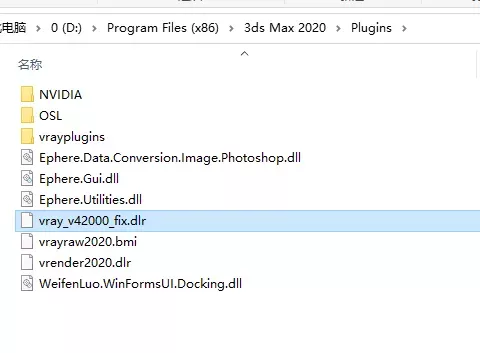 电脑 › 0 (D:) › Program Files (x86) › 3ds Max 2020 › Plugins ›
名称
NVIDIA
OSL
vrayplugins
Ephere.Data.Conversion.Image.Photoshop.dll
Ephere.Gui.dll
Ephere.Utilities.dll
vray_v42000_fix.dlr
vrayraw2020.bmi
vrender2020.dlr
WeifenLuo.WinFormsUI.Docking.dll